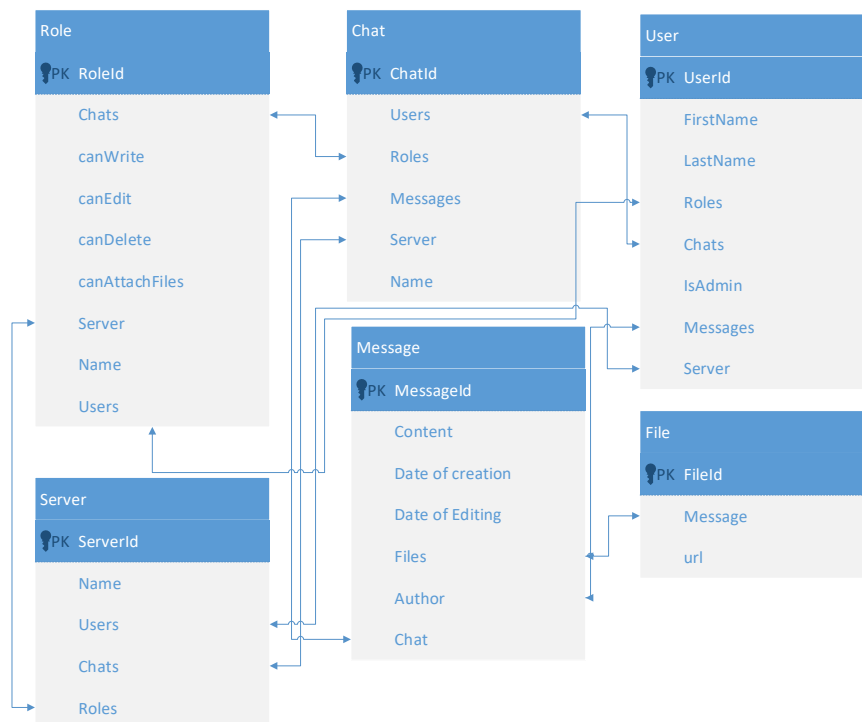 Role
PK RoleId
Chats
canWrite
canEdit
canDelete
canAttachFiles
Server
Name
Users
Chat
PK ChatId
Users
Roles
Messages
Server
Name
User
PK UserId
FirstName
LastName
Roles
Chats
IsAdmin
Messages
Server
Message
PK MessageId
Content
Date of creation
Date of Editing
Files
Author
Chat
File
PK FileId
Message
url
Server
PK ServerId
Name
Users
Chats
Roles